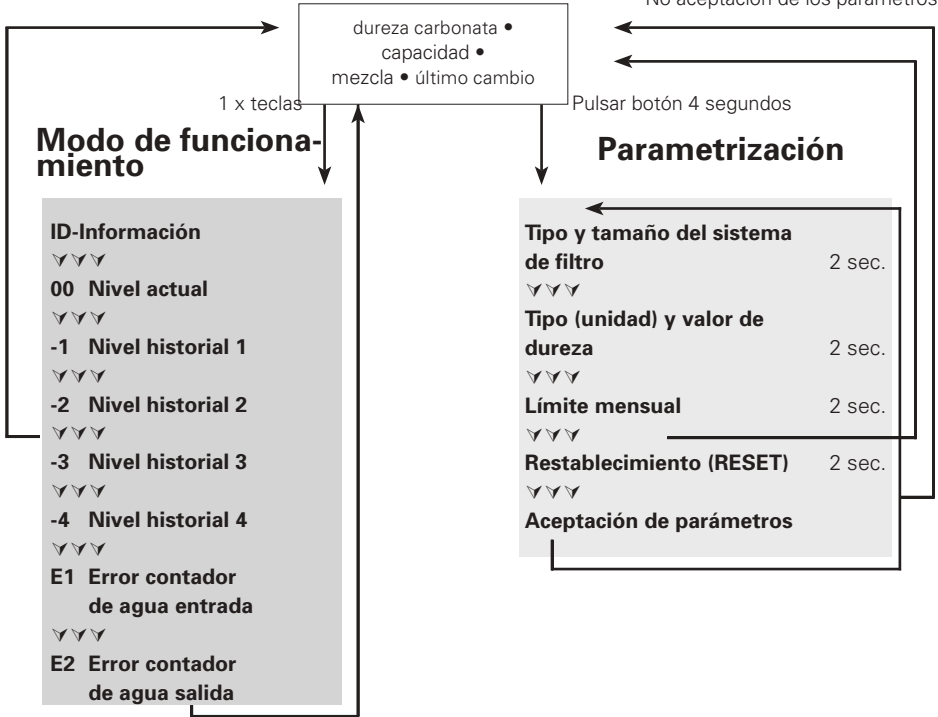 No aceptación de los parámetros
dureza carbonata •
capacidad •
mezcla • último cambio
1 x teclas
Pulsar botón 4 segundos
Modo de funciona-
miento
ID-Información
00 Nivel actual
-1 Nivel historial 1
-2 Nivel historial 2
-3 Nivel historial 3
-4 Nivel historial 4
E1 Error contador
de agua entrada
E2 Error contador
de agua salida
Parametrización
Tipo y tamaño del sistema
de filtro 2 sec.
Tipo (unidad) y valor de
dureza 2 sec.
Límite mensual 2 sec.
Restablecimiento (RESET) 2 sec.
Aceptación de parámetros